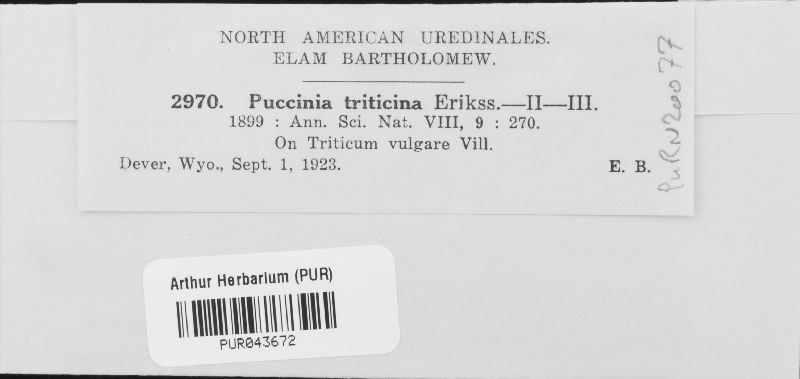 NORTH AMERICAN UREDINALES.
ELAM BARTHOLOMEW.
2970. Puccinia triticina Erikss.—II—III.
1899 : Ann. Sci. Nat. VIII, 9 : 270.
On Triticum vulgare Vill.
Dever, Wyo., Sept. 1, 1923.
E. B.
PURN20077
Arthur Herbarium (PUR)
PUR043672